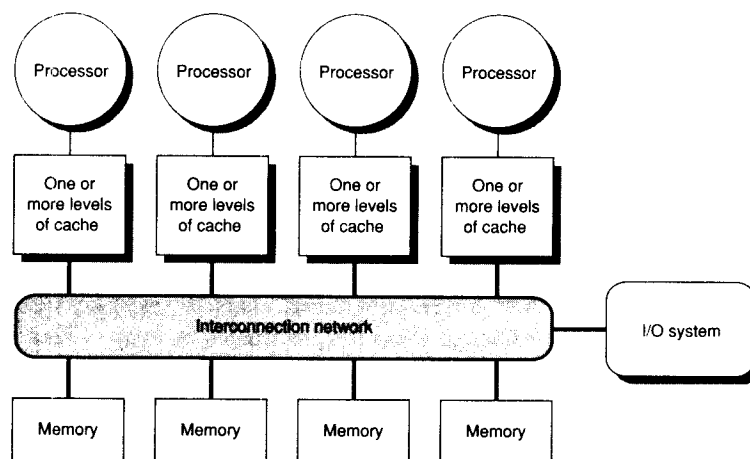 Processor
Processor
Processor
Processor
One or
more levels
of cache
One or
more levels
of cache
One or
more levels
of cache
One or
more levels
of cache
Interconnection network
I/O system
Memory
Memory
Memory
Memory